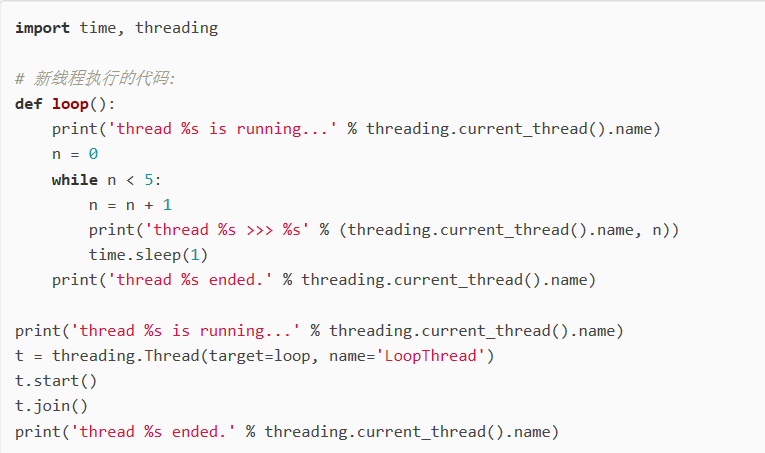 import time, threading
# 新线程执行的代码:
def loop():
    print('thread %s is running...' % threading.current_thread().name)
    n = 0
    while n < 5:
        n = n + 1
        print('thread %s >>> %s' % (threading.current_thread().name, n))
        time.sleep(1)
    print('thread %s ended.' % threading.current_thread().name)
print('thread %s is running...' % threading.current_thread().name)
t = threading.Thread(target=loop, name='LoopThread')
t.start()
t.join()
print('thread %s ended.' % threading.current_thread().name)